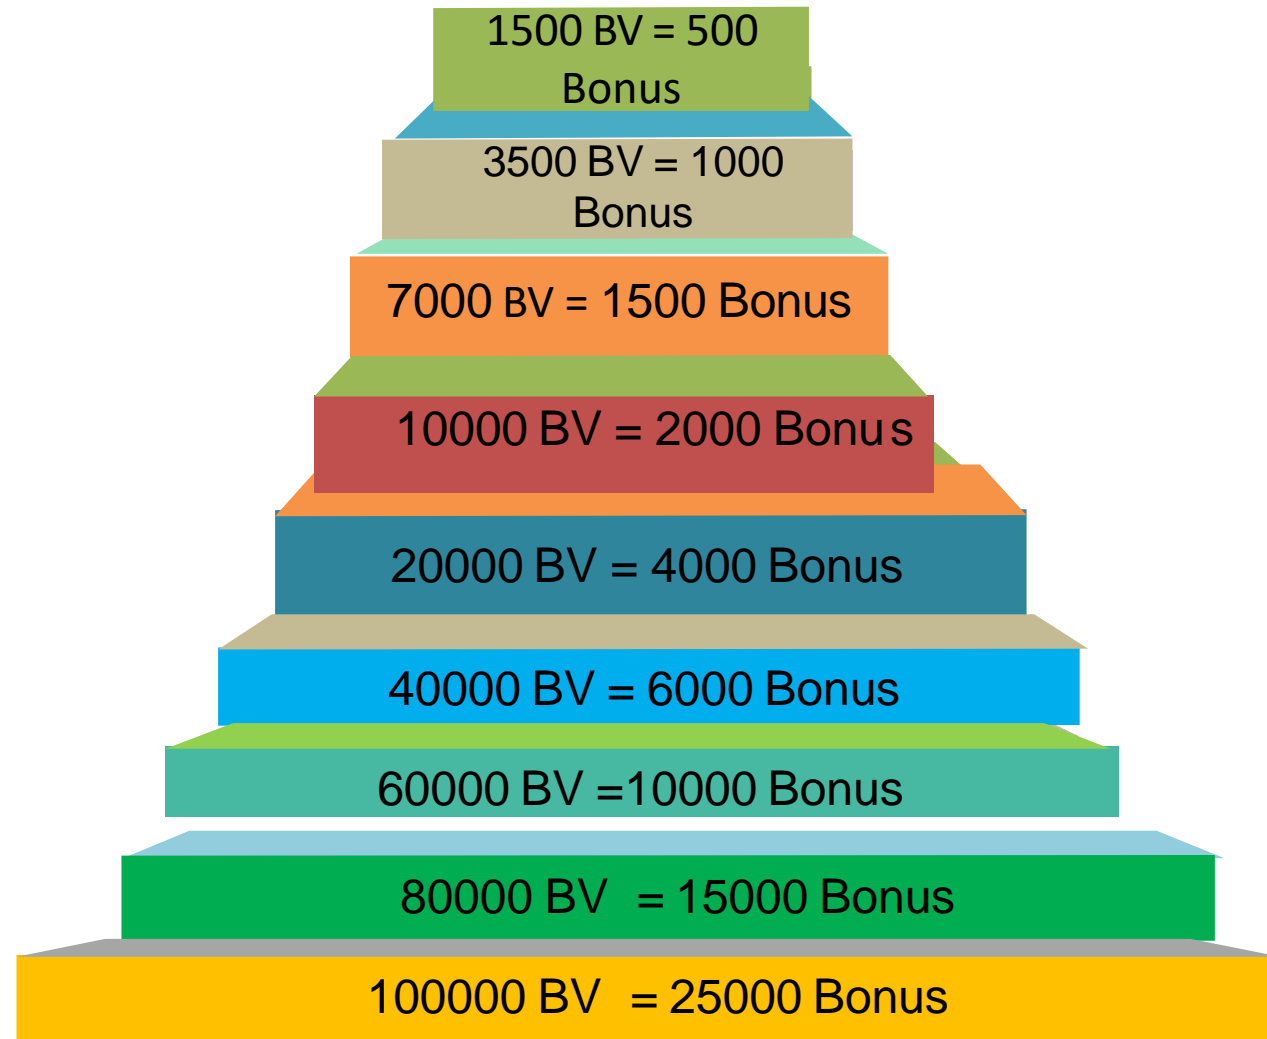 1500 BV = 500
Bonus
3500 BV = 1000
Bonus
7000 BV = 1500 Bonus
10000 BV = 2000 Bonus
20000 BV = 4000 Bonus
40000 BV = 6000 Bonus
60000 BV =10000 Bonus
80000 BV = 15000 Bonus
100000 BV = 25000 Bonus